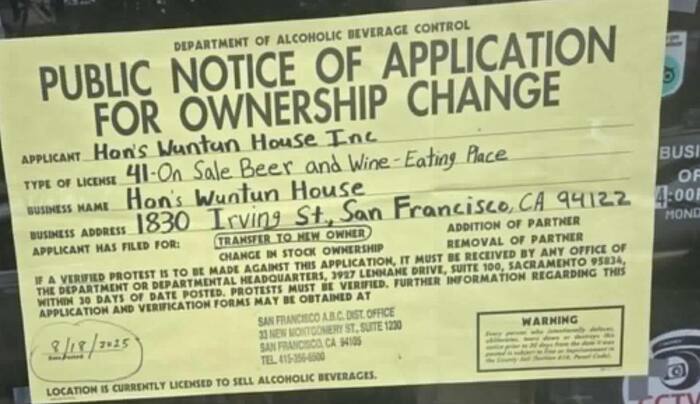 DEPARTMENT OF ALCOHOLIC BEVERAGE CONTROL
PUBLIC NOTICE OF APPLICATION
FOR OWNERSHIP CHANGE
APPLICANT Hon's Wuntun House Inc
TYPE OF LICENSE 41-On Sale Beer and Wine-Eating Place
BUSINESS NAME Hon's Wuntun House
BUSINESS ADDRESS 1830 Irving St., San Francisco, CA 94122
APPLICANT HAS FILED FOR: TRANSFER TO NEW OWNER ADDITION OF PARTNER
CHANGE IN STOCK OWNERSHIP REMOVAL OF PARTNER
IF A VERIFIED PROTEST IS TO BE MADE AGAINST THIS APPLICATION, IT MUST BE RECEIVED BY ANY OFFICE OF
THE DEPARTMENT OR DEPARTMENTAL HEADQUARTERS, 3927 LENNANE DRIVE, SUITE 100, SACRAMENTO 95834,
WITHIN 30 DAYS OF DATE POSTED. PROTESTS MUST BE VERIFIED. FURTHER INFORMATION REGARDING THIS
APPLICATION AND VERIFICATION FORMS MAY BE OBTAINED AT
SAN FRANCISCO A.B.C. DIST. OFFICE
33 NEW MONTGOMERY ST., SUITE 1230
SAN FRANCISCO, CA 94105
TEL. 415-356-6500
8/18/2025
Date Posted
WARNING
LOCATION IS CURRENTLY LICENSED TO SELL ALCOHOLIC BEVERAGES.
BUSI
OF
4:00
MOND
CCTV